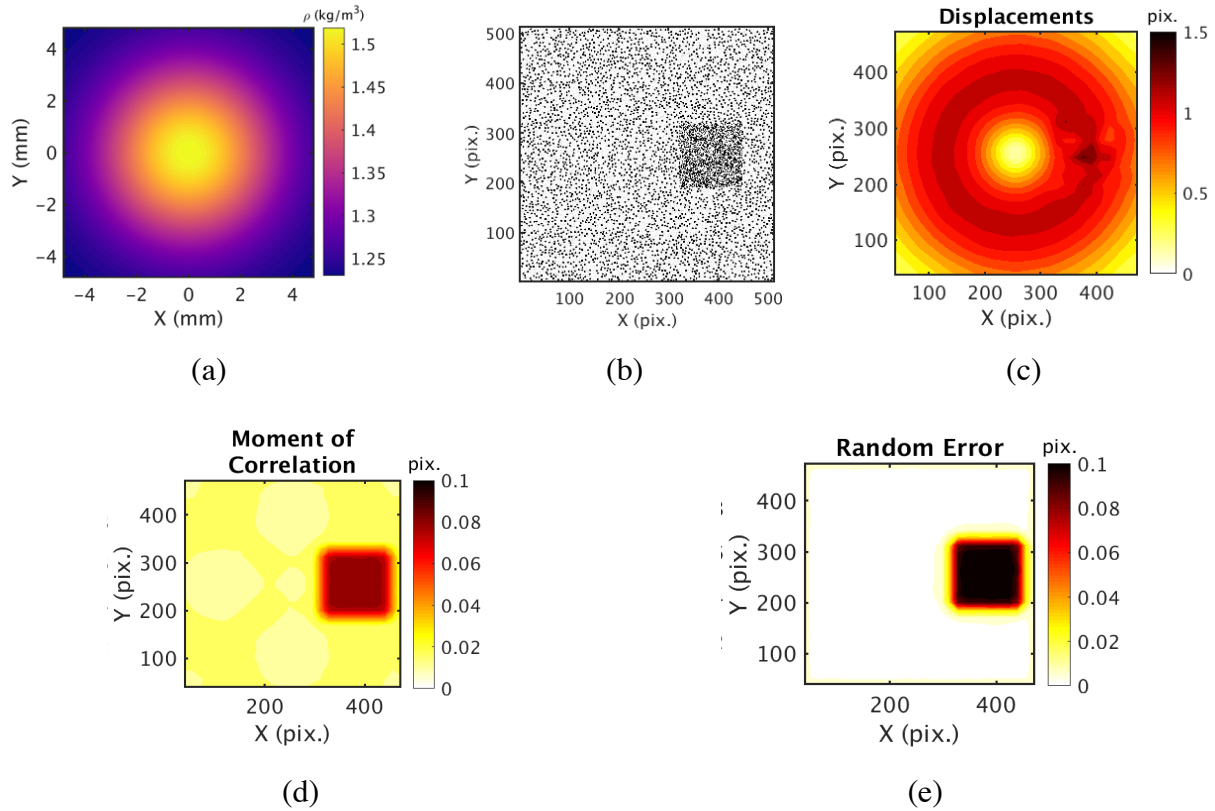 ρ (kg/m³)
4
2
0
−2
−4
Y (mm)
−4 −2 0 2 4
X (mm)
1.5
1.45
1.4
1.35
1.3
1.25
(a)
500
400
300
200
100
Y (pix.)
100 200 300 400 500
X (pix.)
(b)
Displacements
pix.
400
300
200
100
Y (pix.)
100 200 300 400
X (pix.)
1.5
1
0.5
0
(c)
Moment of
Correlation
pix.
400
300
200
100
Y (pix.)
200 400
X (pix.)
0.1
0.08
0.06
0.04
0.02
0
(d)
Random Error
pix.
400
300
200
100
Y (pix.)
200 400
X (pix.)
0.1
0.08
0.06
0.04
0.02
0
(e)